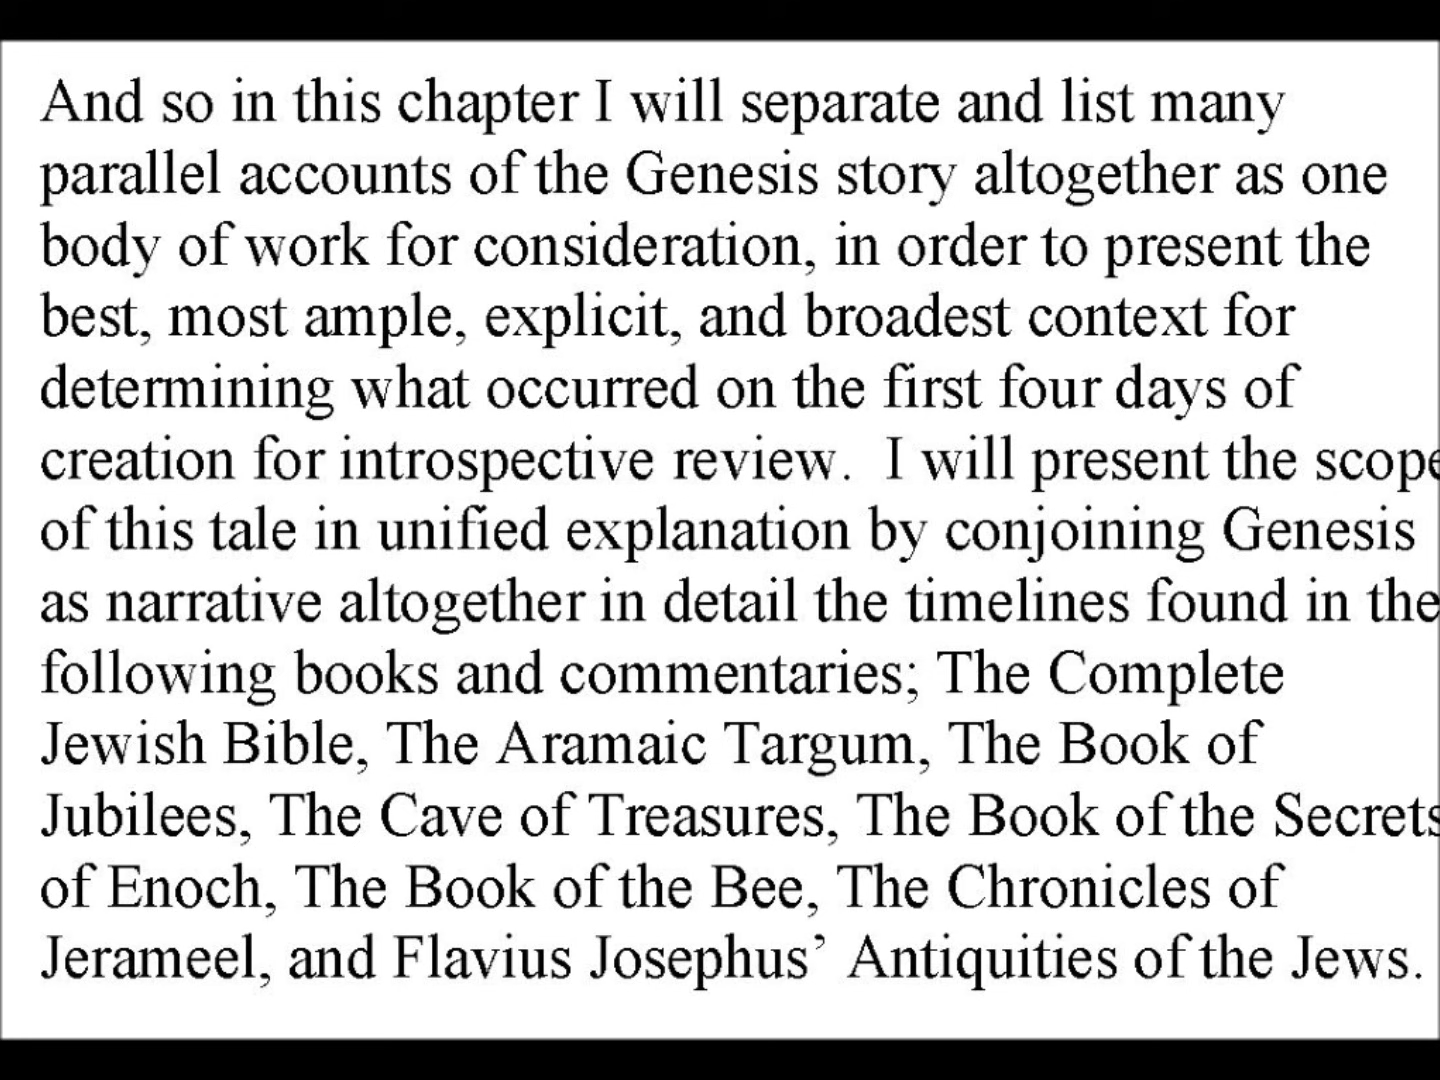 And so in this chapter I will separate and list many
parallel accounts of the Genesis story altogether as one
body of work for consideration, in order to present the
best, most ample, explicit, and broadest context for
determining what occurred on the first four days of
creation for introspective review.  I will present the scope
of this tale in unified explanation by conjoining Genesis
as narrative altogether in detail the timelines found in the
following books and commentaries; The Complete
Jewish Bible, The Aramaic Targum, The Book of
Jubilees, The Cave of Treasures, The Book of the Secrets
of Enoch, The Book of the Bee, The Chronicles of
Jerameel, and Flavius Josephus’ Antiquities of the Jews.